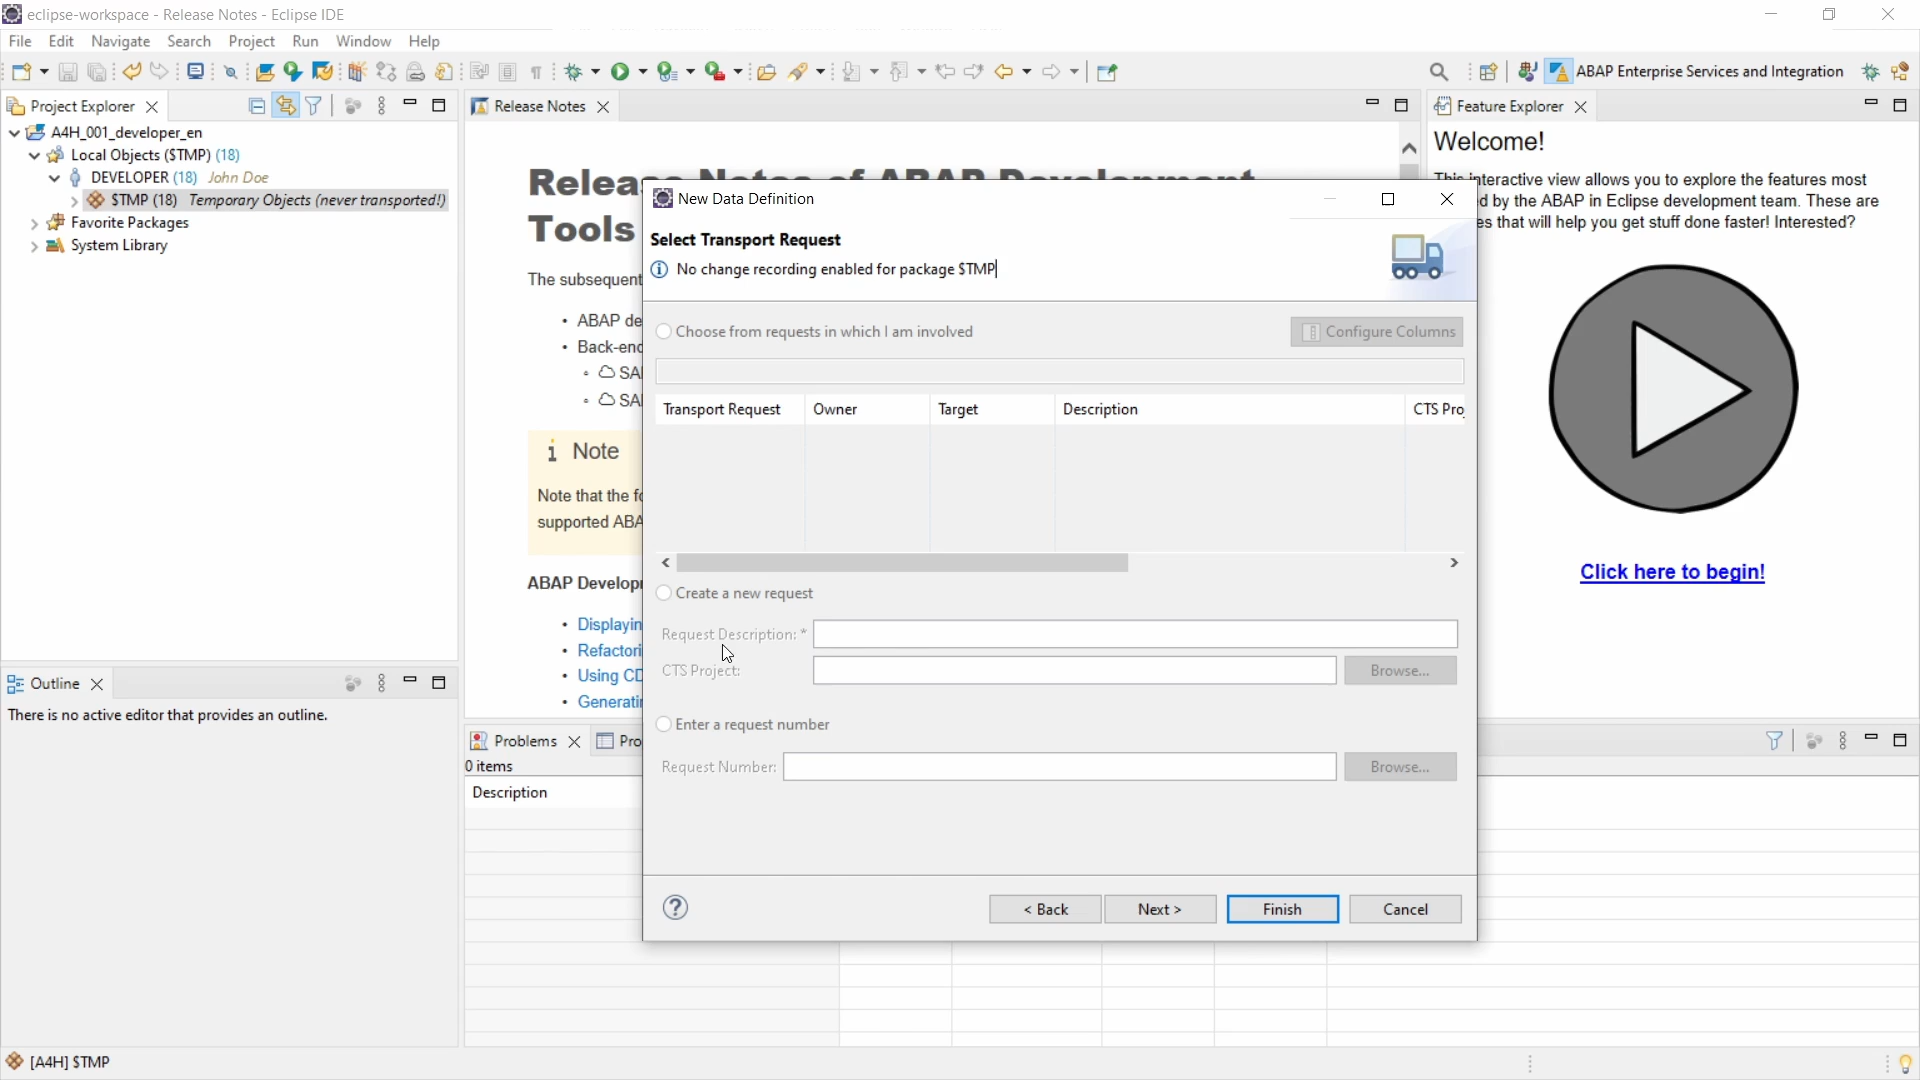 eclipse-workspace - Release Notes - Eclipse IDE
File Edit Navigate Search Project Run Window Help
ABAP Enterprise Services and Integration
Project Explorer
A4H_001_developer_en
Local Objects ($TMP) (18)
DEVELOPER (18) John Doe
$TMP (18) Temporary Objects (never transported!)
Favorite Packages
System Library
Release Notes
Tools
The subsequent
• ABAP de
• Back-end
Note
Note that the fo
supported ABA
ABAP Develop
• Displayin
• Refactori
• Using CD
• Generati
New Data Definition
Select Transport Request
No change recording enabled for package $TMP
Choose from requests in which I am involved
Configure Columns
Transport Request Owner Target Description CTS Pro
Create a new request
Request Description: *
CTS Project:
Browse...
Enter a request number
Request Number:
Browse...
< Back Next > Finish Cancel
Feature Explorer
Welcome!
This interactive view allows you to explore the features most
d by the ABAP in Eclipse development team. These are
es that will help you get stuff done faster! Interested?
Click here to begin!
Outline
There is no active editor that provides an outline.
Problems
Pro
0 items
Description
[A4H] $TMP